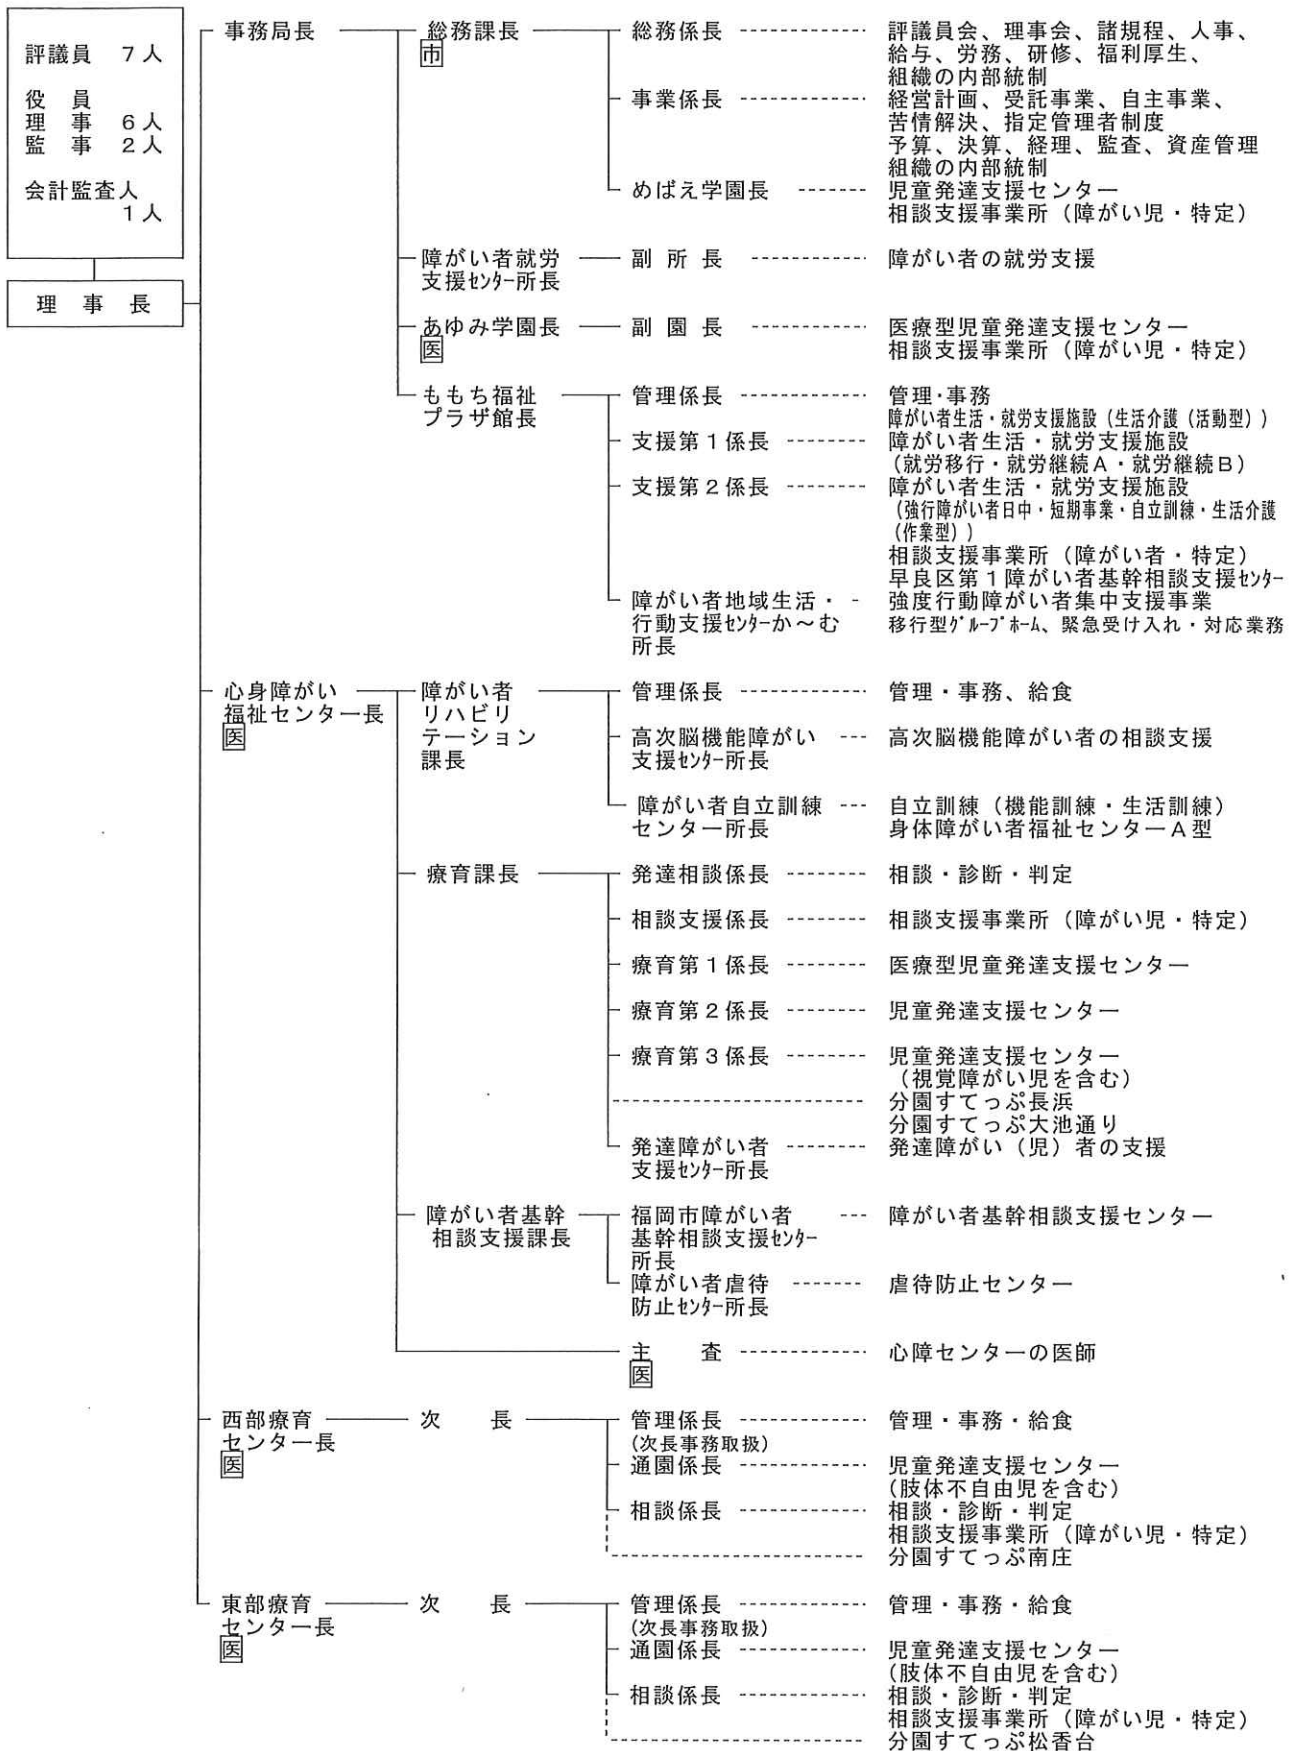 評議員 7人
役員
理事 6人
監事 2人
会計監査人
1人
理事長
事務局長
総務課長
市
総務係長
評議員会、理事会、諸規程、人事、
給与、労務、研修、福利厚生、
組織の内部統制
事業係長
経営計画、受託事業、自主事業、
苦情解決、指定管理者制度
予算、決算、経理、監査、資産管理
組織の内部統制
めばえ学園長
児童発達支援センター
相談支援事業所（障がい児・特定）
障がい者就労
支援ｾﾝﾀｰ所長
副所長
障がい者の就労支援
あゆみ学園長
医
副園長
医療型児童発達支援センター
相談支援事業所（障がい児・特定）
ももち福祉
プラザ館長
管理係長
管理・事務
障がい者生活・就労支援施設（生活介護（活動型））
支援第１係長
障がい者生活・就労支援施設
（就労移行・就労継続Ａ・就労継続Ｂ）
支援第２係長
障がい者生活・就労支援施設
（強行障がい者日中・短期事業・自立訓練・生活介護
（作業型））
相談支援事業所（障がい者・特定）
早良区第１障がい者基幹相談支援ｾﾝﾀｰ
障がい者地域生活・
行動支援ｾﾝﾀｰか～む
所長
強度行動障がい者集中支援事業
移行型ｸﾞﾙｰﾌﾟﾎｰﾑ、緊急受け入れ・対応業務
心身障がい
福祉センター長
医
障がい者
リハビリ
テーション
課長
管理係長
管理・事務、給食
高次脳機能障がい
支援ｾﾝﾀｰ所長
高次脳機能障がい者の相談支援
障がい者自立訓練
センター所長
自立訓練（機能訓練・生活訓練）
身体障がい者福祉センターＡ型
療育課長
発達相談係長
相談・診断・判定
相談支援係長
相談支援事業所（障がい児・特定）
療育第１係長
医療型児童発達支援センター
療育第２係長
児童発達支援センター
療育第３係長
児童発達支援センター
（視覚障がい児を含む）
分園すてっぷ長浜
分園すてっぷ大池通り
発達障がい者
支援ｾﾝﾀｰ所長
発達障がい（児）者の支援
障がい者基幹
相談支援課長
福岡市障がい者
基幹相談支援ｾﾝﾀｰ
所長
障がい者基幹相談支援センター
障がい者虐待
防止ｾﾝﾀｰ所長
虐待防止センター
主査
医
心障センターの医師
西部療育
センター長
医
次長
管理係長
(次長事務取扱)
管理・事務・給食
通園係長
児童発達支援センター
(肢体不自由児を含む)
相談係長
相談・診断・判定
相談支援事業所（障がい児・特定）
分園すてっぷ南庄
東部療育
センター長
医
次長
管理係長
(次長事務取扱)
管理・事務・給食
通園係長
児童発達支援センター
(肢体不自由児を含む)
相談係長
相談・診断・判定
相談支援事業所（障がい児・特定）
分園すてっぷ松香台